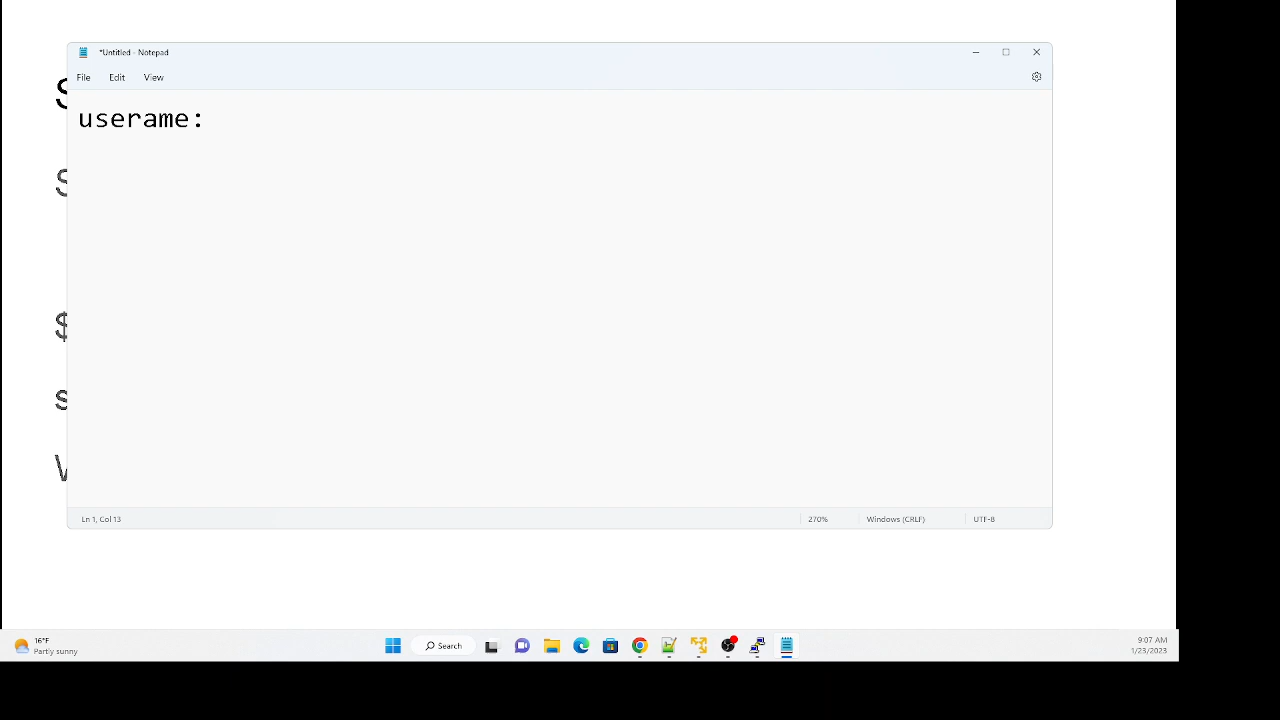 *Untitled - Notepad
File Edit View
userame:
Ln 1, Col 13 270% Windows (CRLF) UTF-8
16°F
Partly sunny
Search
9:07 AM
1/23/2023